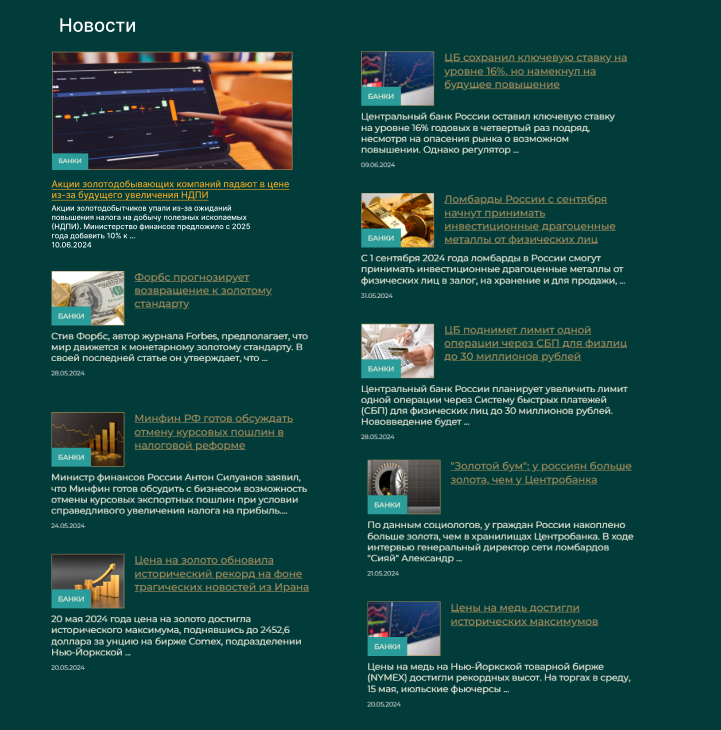 Новости
БАНКИ
Акции золотодобывающих компаний падают в цене
из-за будущего увеличения НДПИ
Акции золотодобытчиков упали из-за ожиданий
повышения налога на добычу полезных ископаемых
(НДПИ). Министерство финансов предложило с 2025
года добавить 10% к ...
10.06.2024
БАНКИ
Форбс прогнозирует
возвращение к золотому
стандарту
Стив Форбс, автор журнала Forbes, предполагает, что
мир движется к монетарному золотому стандарту. В
своей последней статье он утверждает, что ...
28.05.2024
БАНКИ
Минфин РФ готов обсуждать
отмену курсовых пошлин в
налоговой реформе
Министр финансов России Антон Силуанов заявил,
что Минфин готов обсудить с бизнесом возможность
отмены курсовых экспортных пошлин при условии
справедливого увеличения налога на прибыль....
24.05.2024
БАНКИ
Цена на золото обновила
исторический рекорд на фоне
трагических новостей из Ирана
20 мая 2024 года цена на золото достигла
исторического максимума, поднявшись до 2452,6
доллара за унцию на бирже Comex, подразделении
Нью-Йоркской ...
20.05.2024
БАНКИ
ЦБ сохранил ключевую ставку на
уровне 16%, но намекнул на
будущее повышение
Центральный банк России оставил ключевую ставку
на уровне 16% годовых в четвертый раз подряд,
несмотря на опасения рынка о возможном
повышении. Однако регулятор ...
09.06.2024
БАНКИ
Ломбарды России с сентября
начнут принимать
инвестиционные драгоценные
металлы от физических лиц
С 1 сентября 2024 года ломбарды в России смогут
принимать инвестиционные драгоценные металлы от
физических лиц в залог, на хранение и для продажи, ...
31.05.2024
БАНКИ
ЦБ поднимет лимит одной
операции через СБП для физлиц
до 30 миллионов рублей
Центральный банк России планирует увеличить лимит
одной операции через Систему быстрых платежей
(СБП) для физических лиц до 30 миллионов рублей.
Нововведение будет ...
28.05.2024
БАНКИ
"Золотой бум": у россиян больше
золота, чем у Центробанка
По данным социологов, у граждан России накоплено
больше золота, чем в хранилищах Центробанка. В ходе
интервью генеральный директор сети ломбардов
"Сияй" Александр ...
21.05.2024
БАНКИ
Цены на медь достигли
исторических максимумов
Цены на медь на Нью-Йоркской товарной бирже
(NYMEX) достигли рекордных высот. На торгах в среду,
15 мая, июльские фьючерсы ...
20.05.2024